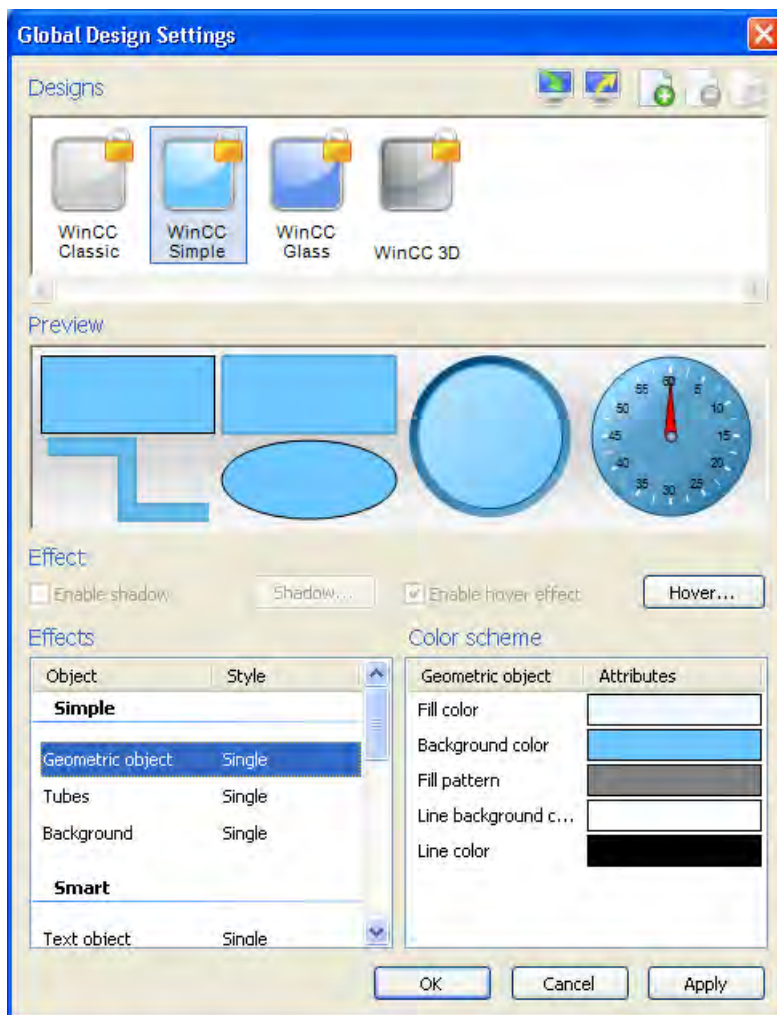 Global Design Settings
Designs
WinCC Classic
WinCC Simple
WinCC Glass
WinCC 3D
Preview
60 5 10 15 20 25 30 35 40 45 50 55
Effect
Enable shadow Shadow... Enable hover effect Hover...
Effects Color scheme
Object Style Geometric object Attributes
Simple Fill color
Geometric object Single Background color
Tubes Single Fill pattern
Background Single Line background c...
Line color
Smart
Text object Single
OK Cancel Apply